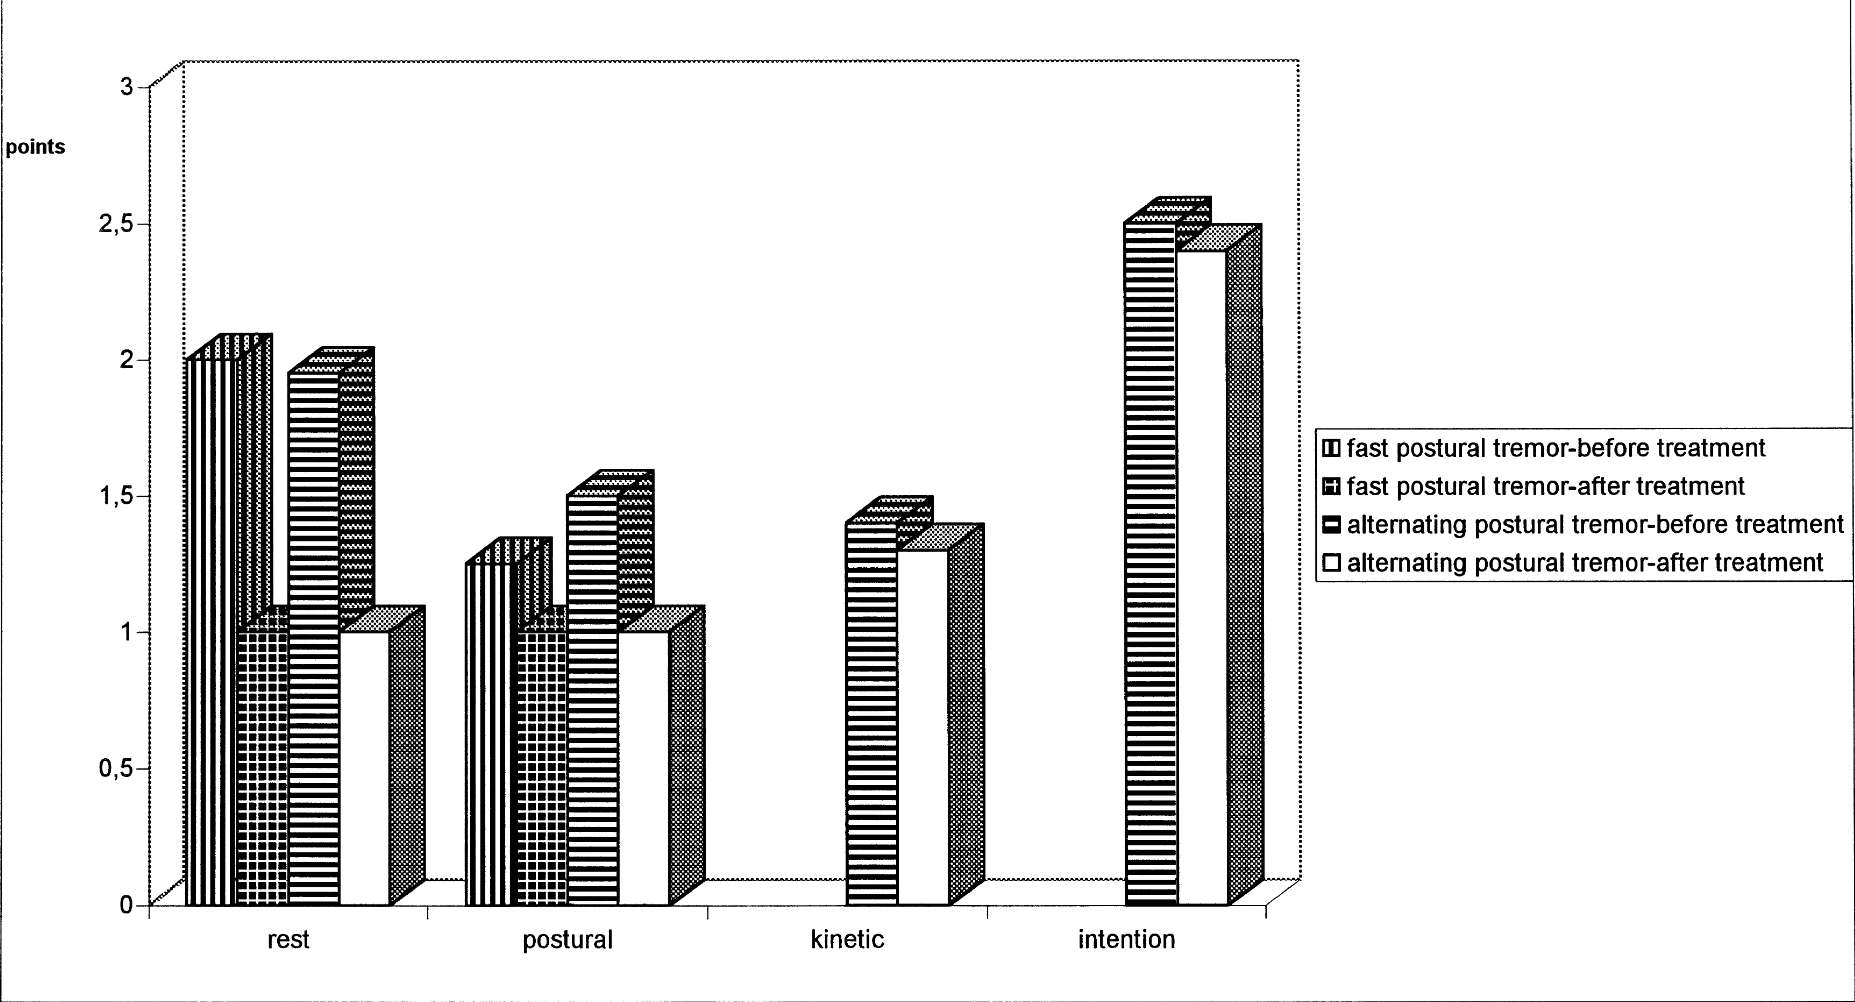 3
points
2,5
2
1,5
1
0,5
0
rest postural kinetic intention
fast postural tremor-before treatment
fast postural tremor-after treatment
alternating postural tremor-before treatment
alternating postural tremor-after treatment